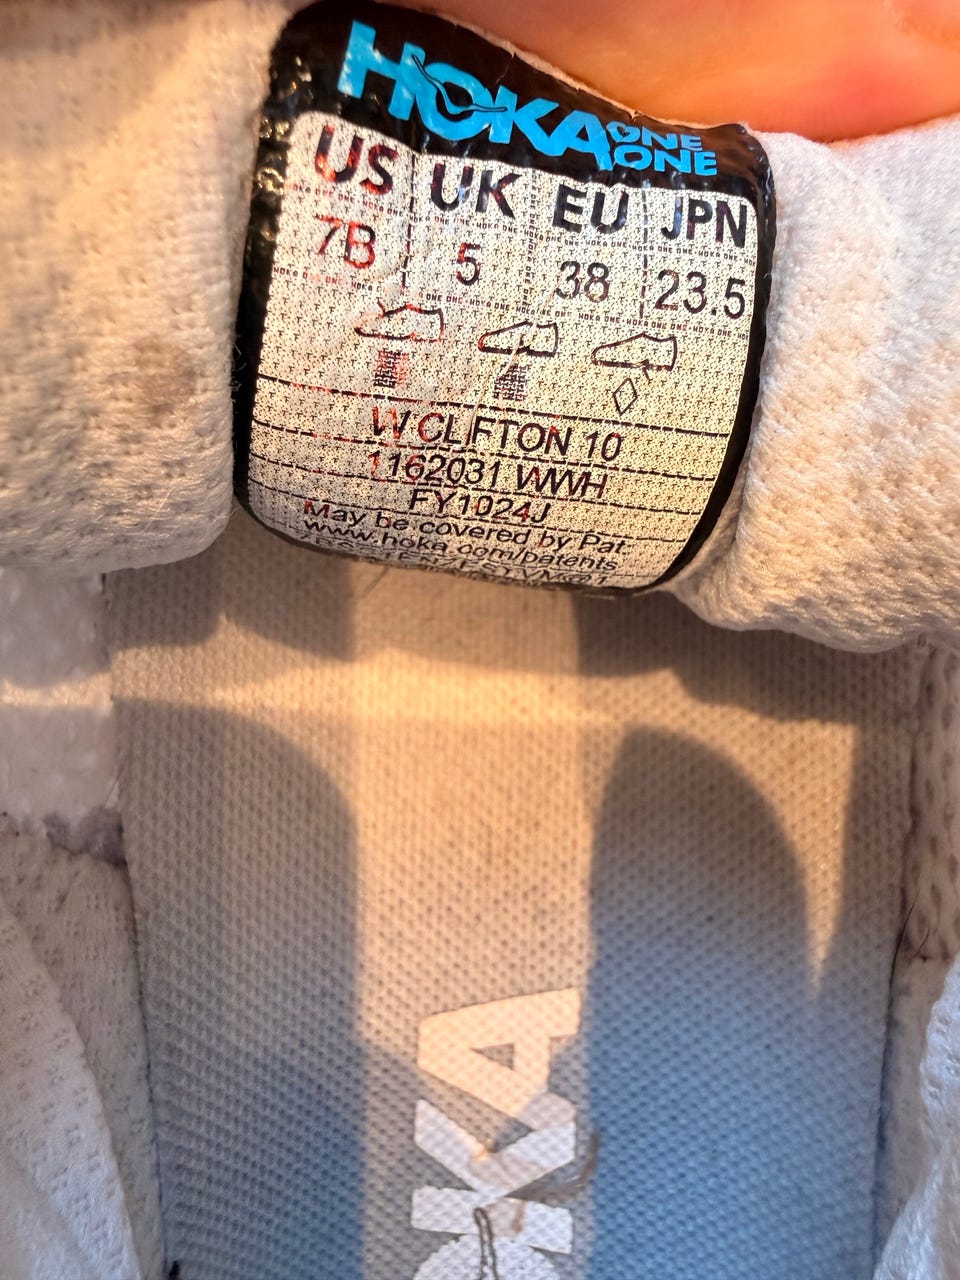 HOKA ONE ONE
US UK EU JPN
7B 5 38 23.5
W CLIFTON 10
1162031 WWH
FY1024J
May be covered by Pat.
www.hoka.com/patents
OKA